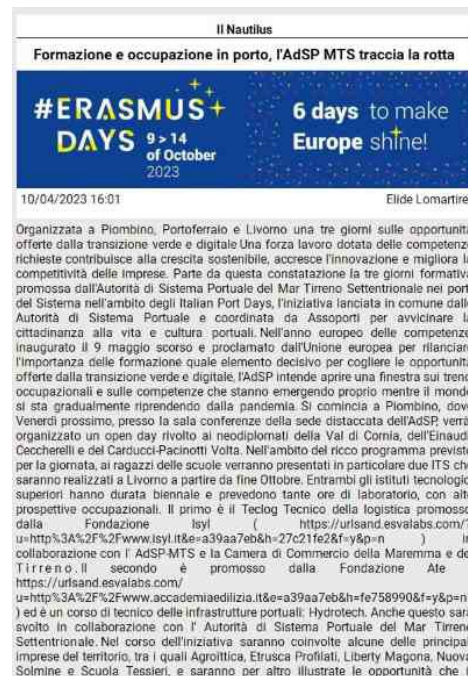 Il Nautilus
Formazione e occupazione in porto, l'AdSP MTS traccia la rotta
#ERASMUS+
DAYS 9>14
of October
2023
6 days to make
Europe shine!
10/04/2023 16:01 Elide Lomartire
Organizzata a Piombino, Portoferraio e Livorno una tre giorni sulle opportunità
offerte dalla transizione verde e digitale Una forza lavoro dotata delle competenze
richieste contribuisce alla crescita sostenibile, accresce l'innovazione e migliora la
competitività delle imprese. Parte da questa constatazione la tre giorni formativa
promossa dall'Autorità di Sistema Portuale del Mar Tirreno Settentrionale nei porti
del Sistema nell'ambito degli Italian Port Days, l'iniziativa lanciata in comune dalle
Autorità di Sistema Portuale e coordinata da Assoporti per avvicinare la
cittadinanza alla vita e cultura portuali. Nell'anno europeo delle competenze
inaugurato il 9 maggio scorso e proclamato dall'Unione europea per rilanciare
l'importanza della formazione quale elemento decisivo per cogliere le opportunità
offerte dalla transizione verde e digitale, l'AdSP intende aprire una finestra sui trend
occupazionali e sulle competenze che stanno emergendo proprio mentre il mondo
si sta gradualmente riprendendo dalla pandemia. Si comincia a Piombino, dove
Venerdì prossimo, presso la sala conferenze della sede distaccata dell'AdSP, verrà
organizzato un open day rivolto ai neodiplomati della Val di Cornia, dell'Einaudi
Ceccherelli e del Carducci-Pacinotti Volta. Nell'ambito del ricco programma previsto
per la giornata, ai ragazzi delle scuole verranno presentati in particolare due ITS che
saranno realizzati a Livorno a partire da fine Ottobre. Entrambi gli istituti tecnologici
superiori hanno durata biennale e prevedono tante ore di laboratorio, con alte
prospettive occupazionali. Il primo è il Teclog Tecnico della logistica promosso
dalla Fondazione Isyl ( https://urlsand.esvalabs.com/?
u=http%3A%2F%2Fwww.isyl.it&e=a39aa7eb&h=27c21fe2&f=y&p=n ) in
collaborazione con l' AdSP-MTS e la Camera di Commercio della Maremma e del
Tirreno. Il secondo è promosso dalla Fondazione Ate (
https://urlsand.esvalabs.com/
u=http%3A%2F%2Fwww.accademiaedilizia.it&e=a39aa7eb&h=fe758990&f=y&p=n
) ed è un corso di tecnico delle infrastrutture portuali: Hydrotech. Anche questo sarà
svolto in collaborazione con l' Autorità di Sistema Portuale del Mar Tirreno
Settentrionale. Nel corso dell'iniziativa saranno coinvolte alcune delle principali
imprese del territorio, tra i quali Agroittica, Etrusca Profilati, Liberty Magona, Nuova
Solmine e Scuola Tessieri, e saranno per altro illustrate le opportunità che i